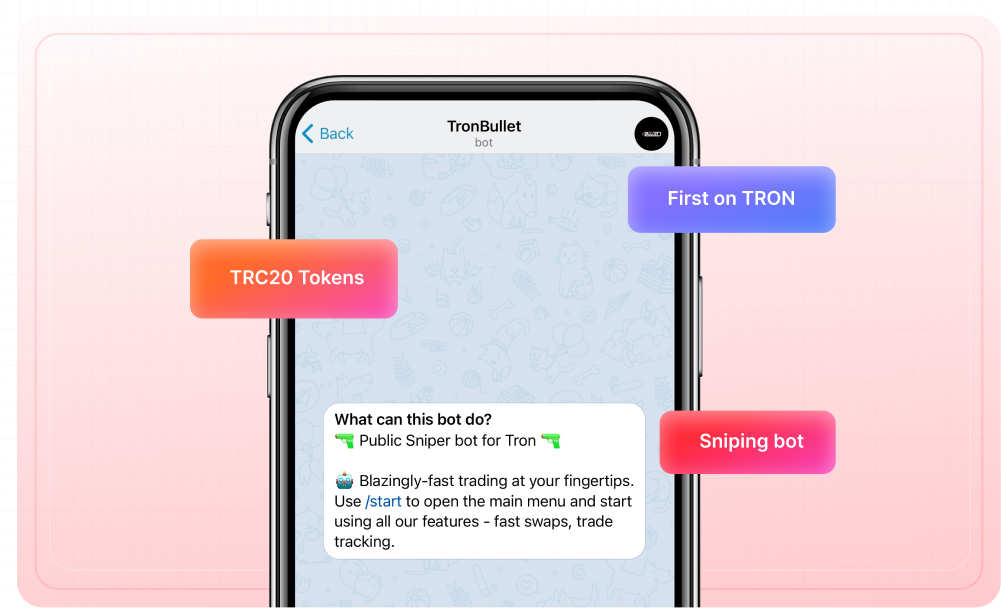 Back
TronBullet
bot
First on TRON
TRC20 Tokens
What can this bot do?
🔫 Public Sniper bot for Tron 🔫
🤖 Blazingly-fast trading at your fingertips.
Use /start to open the main menu and start
using all our features - fast swaps, trade
tracking.
Sniping bot